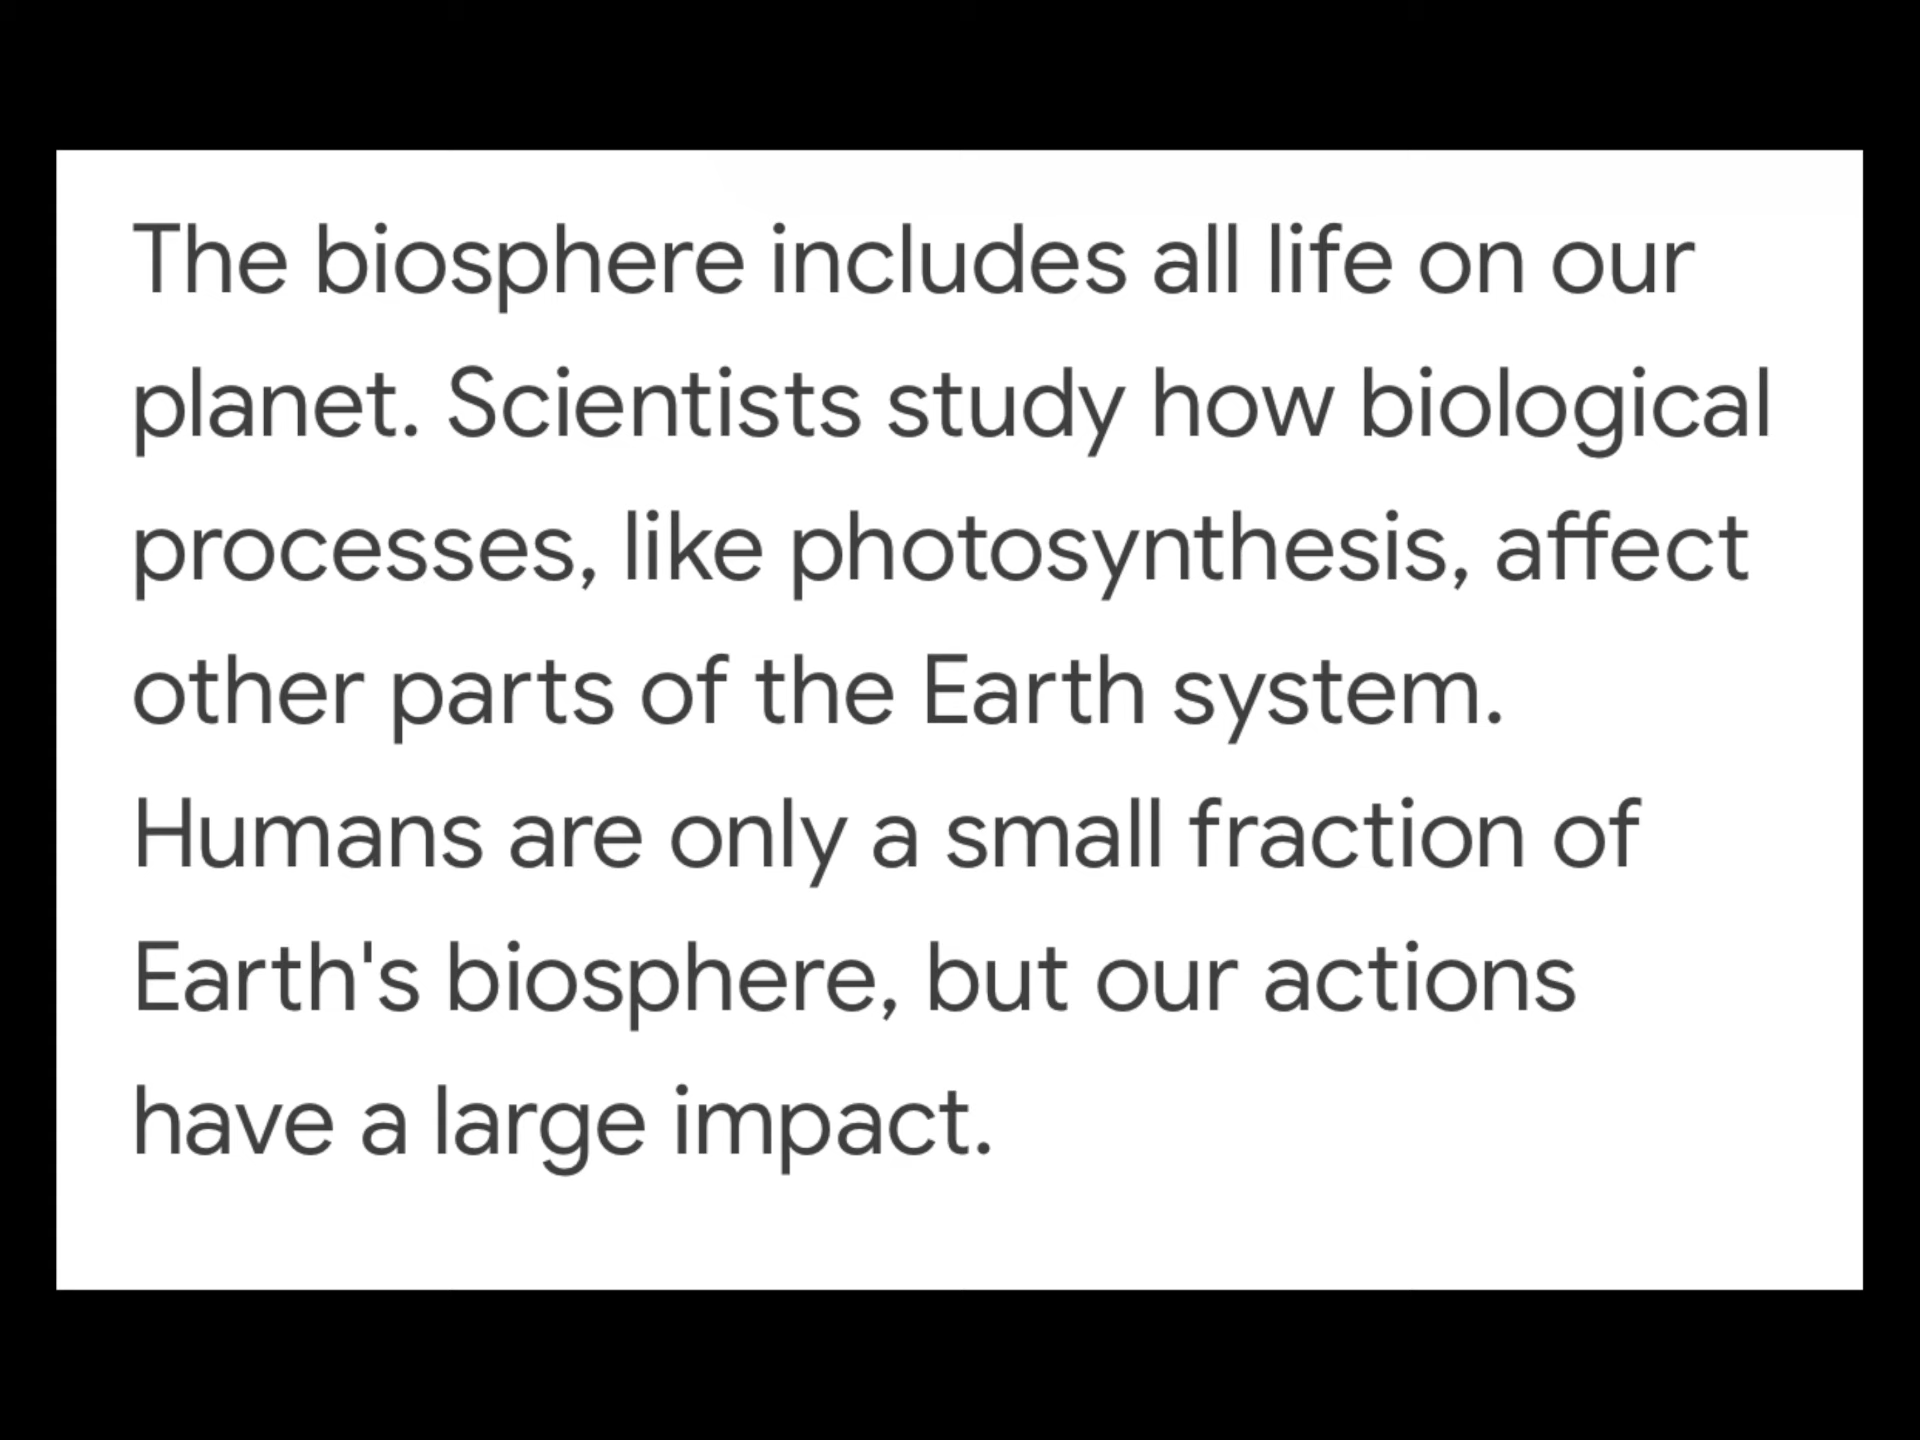 The biosphere includes all life on our
planet. Scientists study how biological
processes, like photosynthesis, affect
other parts of the Earth system.
Humans are only a small fraction of
Earth's biosphere, but our actions
have a large impact.